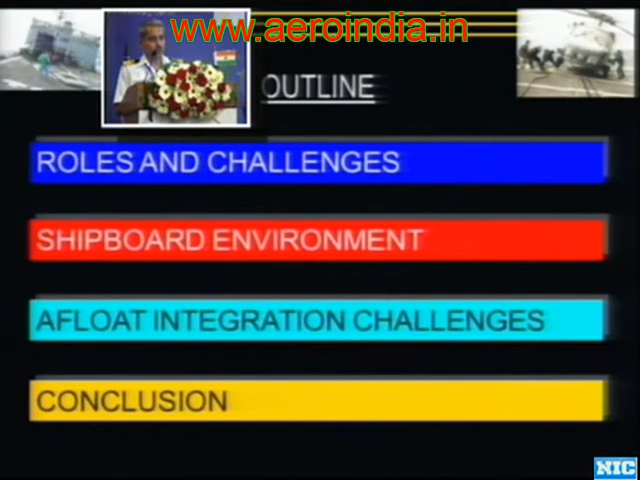 www.aeroindia.in
OUTLINE
ROLES AND CHALLENGES
SHIPBOARD ENVIRONMENT
AFLOAT INTEGRATION CHALLENGES
CONCLUSION
NIC